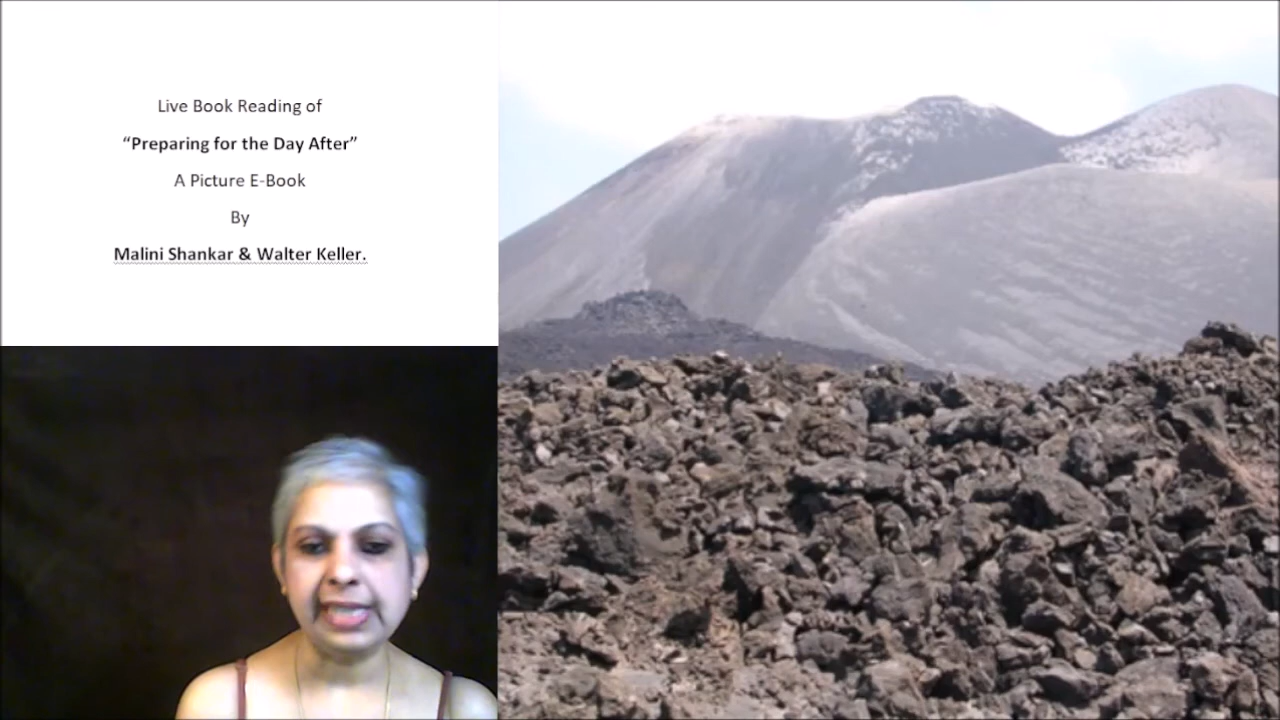 Live Book Reading of
“Preparing for the Day After”
A Picture E-Book
By
Malini Shankar & Walter Keller.